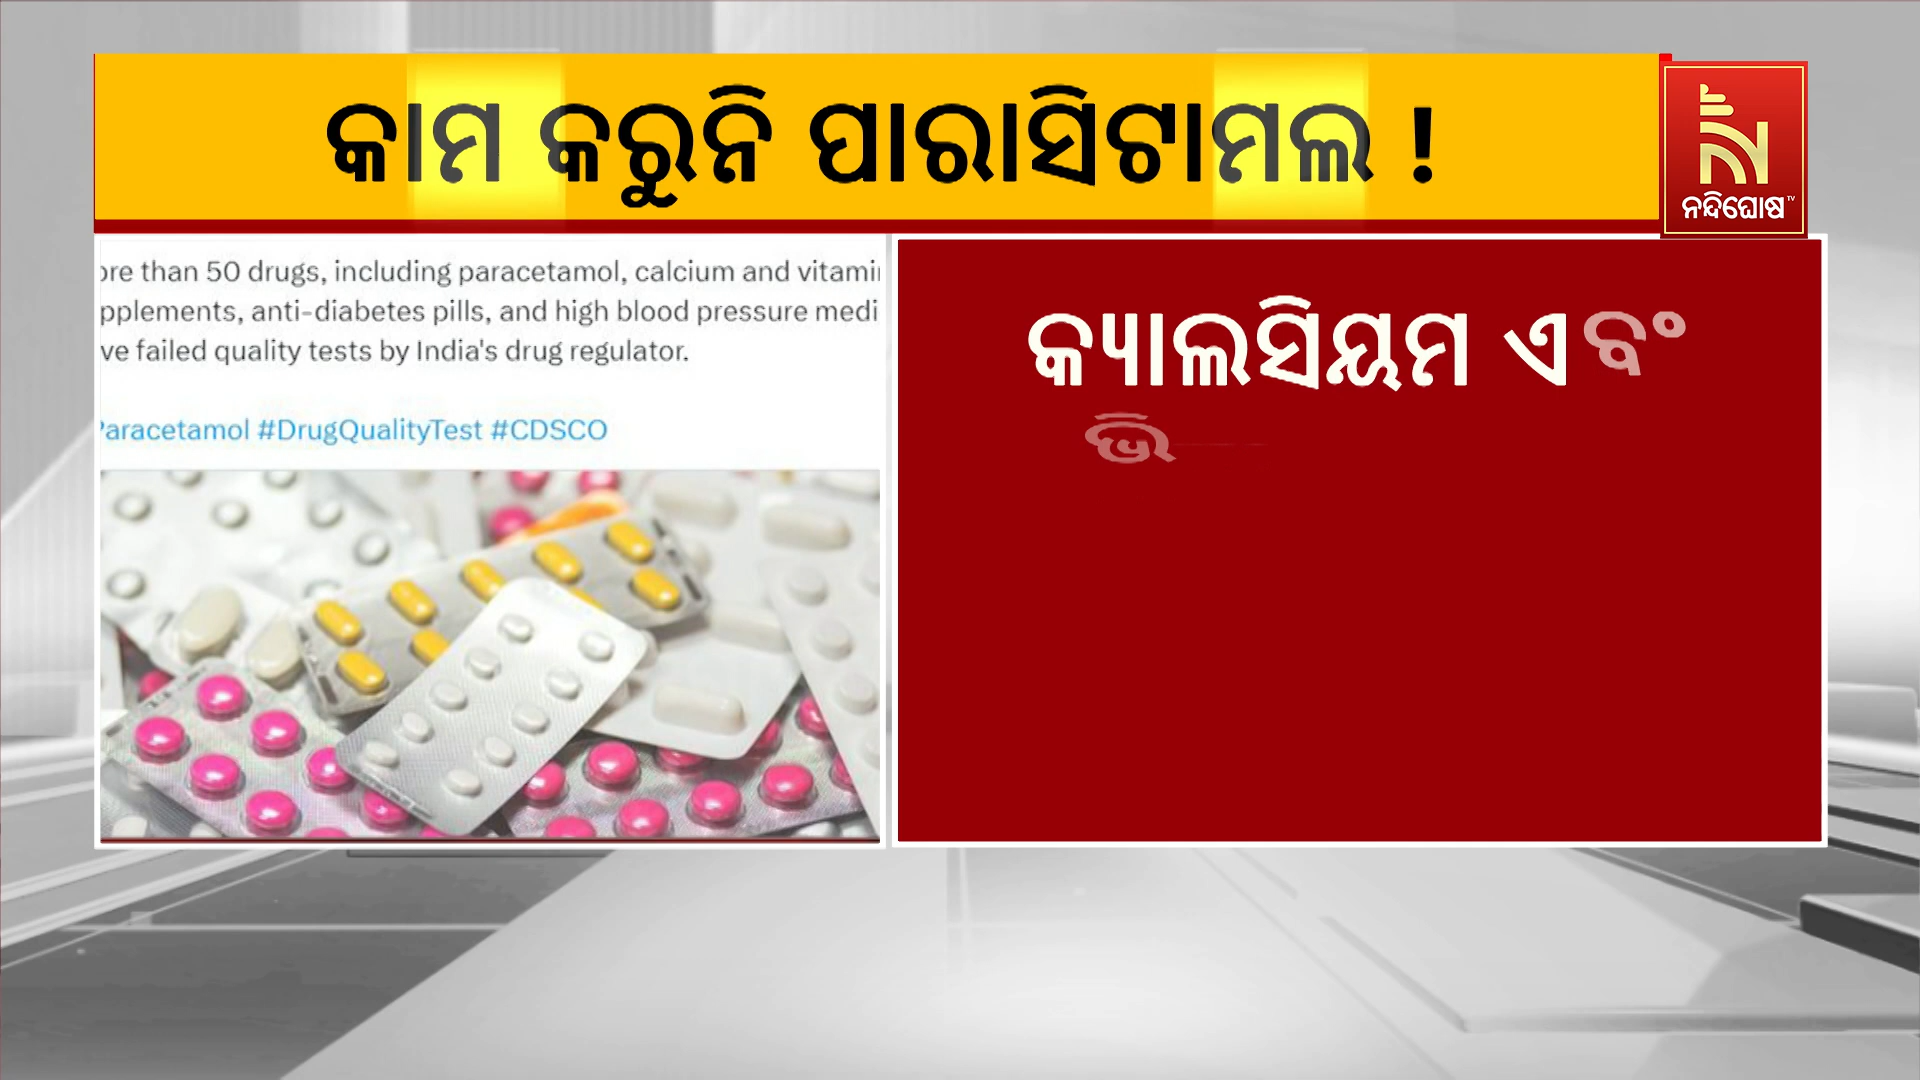 କାମ କରୁନି ପାରାସିଟାମଲ !
ନନ୍ଦିଘୋଷ TV
ore than 50 drugs, including paracetamol, calcium and vitami
pplements, anti-diabetes pills, and high blood pressure medi
ve failed quality tests by India's drug regulator.
Paracetamol #DrugQualityTest #CDSCO
କ୍ୟାଲସିୟମ ଏବଂ
ଭି